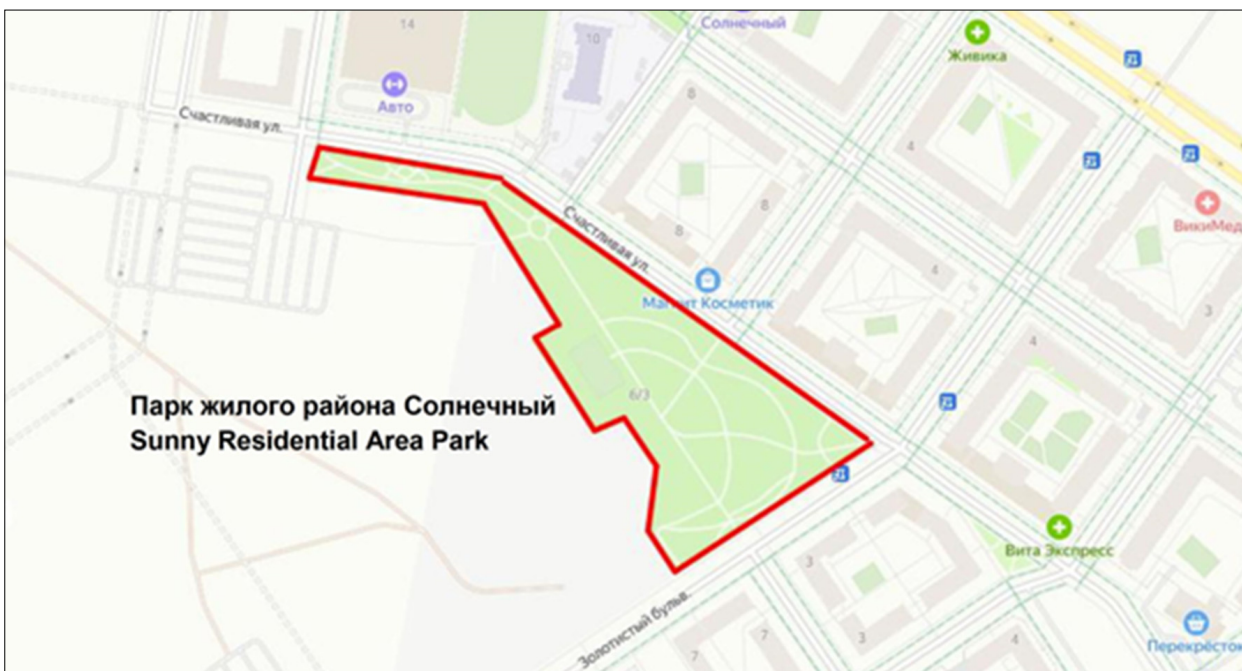 14
10
Солнечный
Живика
Авто
Счастливая ул.
8
4
8
ВикиМед
Счастливая ул.
8
4
Магнит Косметик
3
4
6/3
Парк жилого района Солнечный
Sunny Residential Area Park
Вита Экспресс
3
Золотистый бульв.
7
3
4
7
Перекрёсток